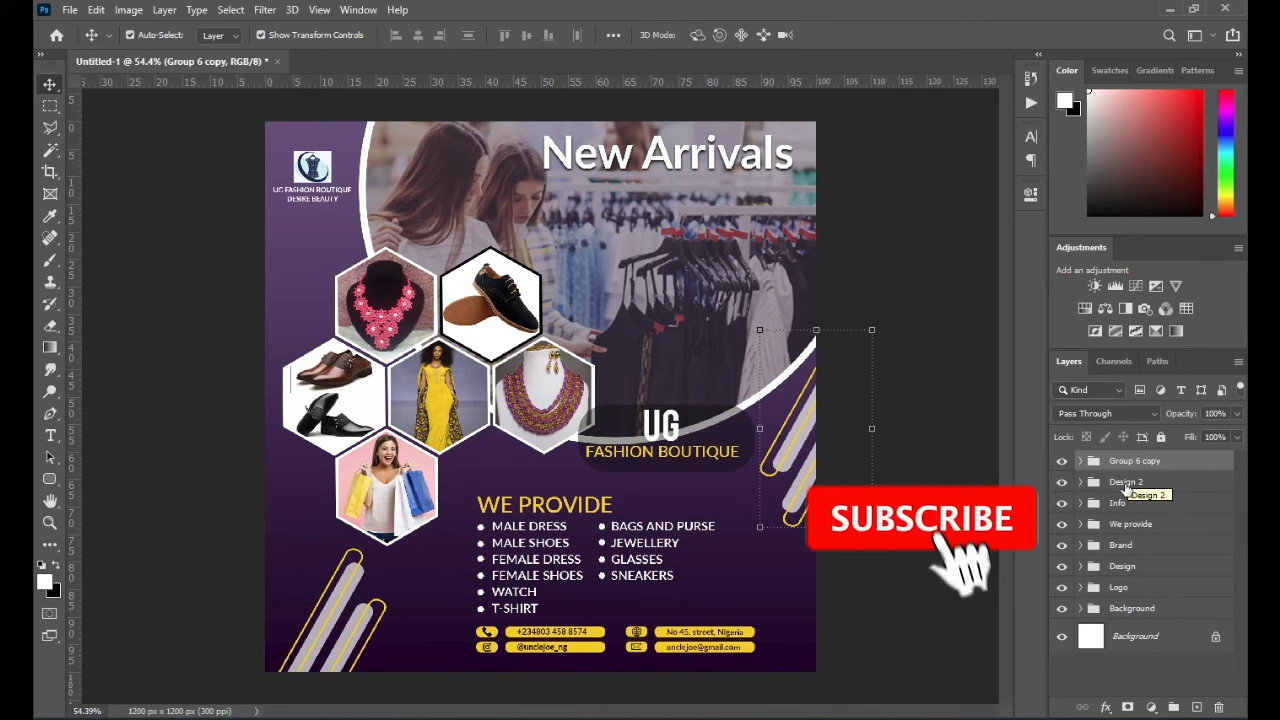 Ps File Edit Image Layer Type Select Filter 3D View Window Help
Auto-Select: Layer Show Transform Controls 3D Mode:
Untitled-1 @ 54.4% (Group 6 copy, RGB/8) *
New Arrivals
UG FASHION BOUTIQUE
DESIRE BEAUTY
UG
FASHION BOUTIQUE
WE PROVIDE
MALE DRESS
MALE SHOES
FEMALE DRESS
FEMALE SHOES
WATCH
T-SHIRT
BAGS AND PURSE
JEWELLERY
GLASSES
SNEAKERS
+234803 458 8574
No 45, street, Nigeria
@unclejoe_ng
unclejoe@gmail.com
SUBSCRIBE
Color Swatches Gradients Patterns
Adjustments
Add an adjustment
Layers Channels Paths
Kind
Pass Through Opacity: 100%
Lock: Fill: 100%
Group 6 copy
Design 2
Design 2
Info
We provide
Brand
Design
Logo
Background
Background
54.39% 1200 px x 1200 px (300 ppi)